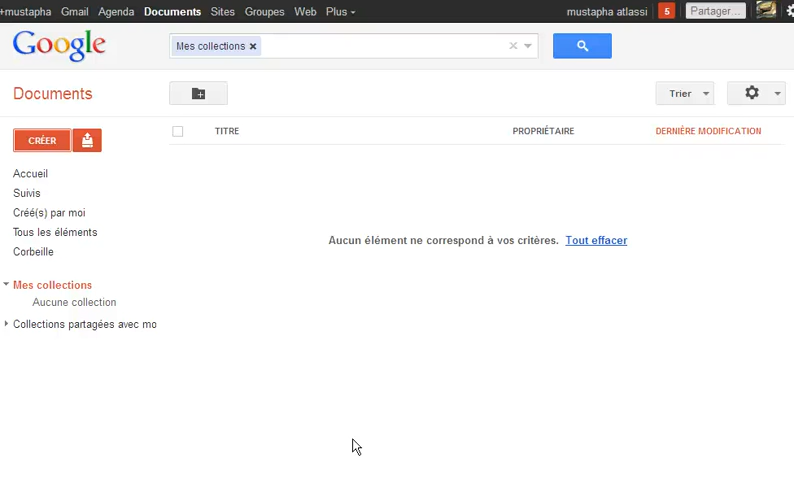 +mustapha Gmail Agenda Documents Sites Groupes Web Plus mustapha atlassi 5 Partager…
Google Mes collections × ×
Documents Trier
CRÉER TITRE PROPRIÉTAIRE DERNIÈRE MODIFICATION
Accueil
Suivis
Créé(s) par moi
Tous les éléments
Aucun élément ne correspond à vos critères. Tout effacer
Corbeille
Mes collections
Aucune collection
Collections partagées avec mo